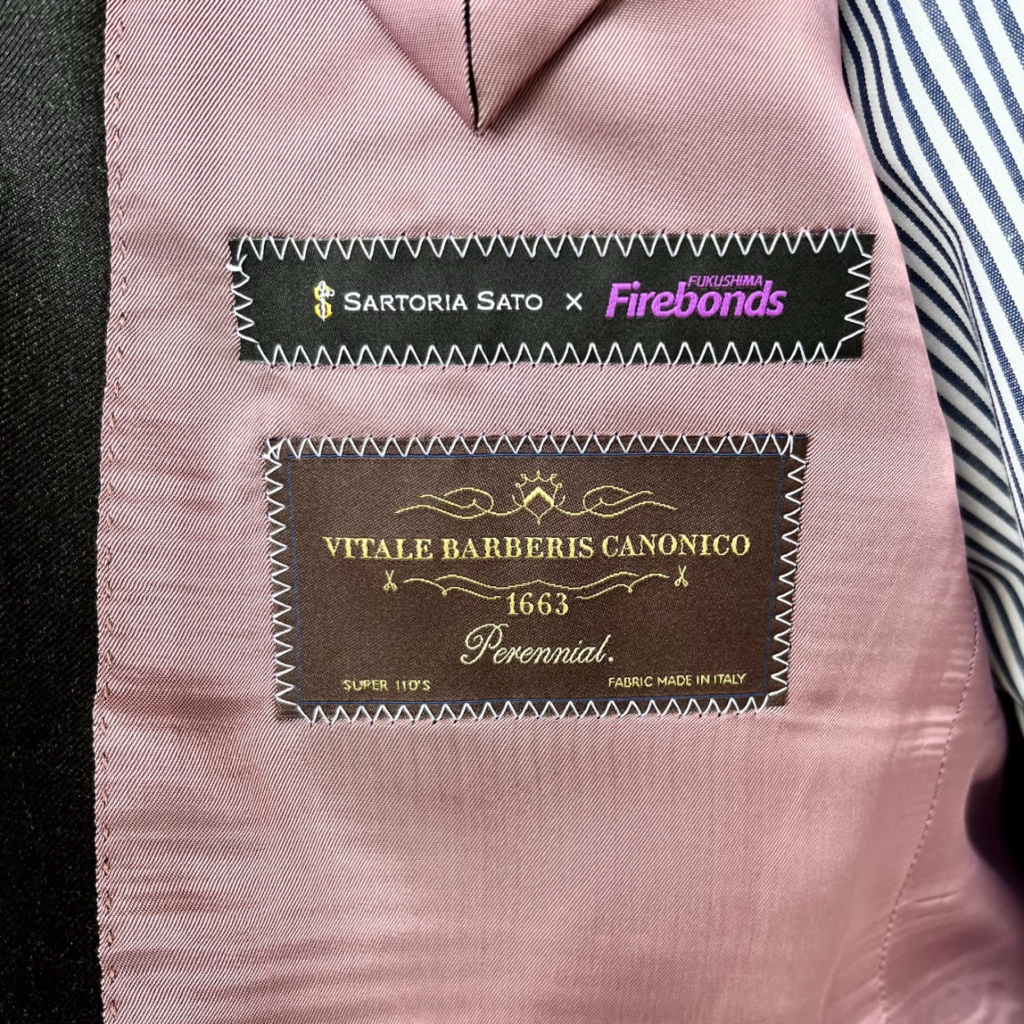 SARTORIA SATO × FUKUSHIMA Firebonds
VITALE BARBERIS CANONICO
1663
Perennial.
SUPER 110'S FABRIC MADE IN ITALY